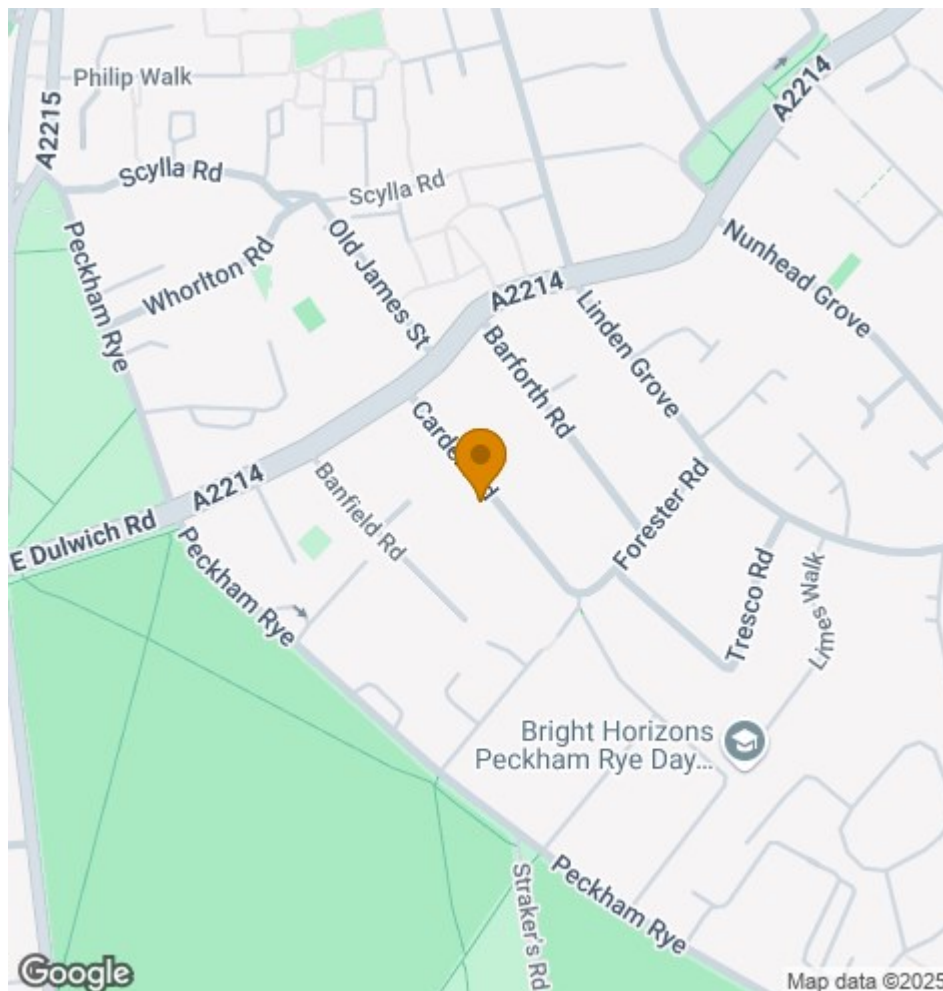 Philip Walk
A2215
A2214
Scylla Rd
Scylla Rd
Peckham Rye
Whorlton Rd
Old James St
A2214
Nunhead Grove
Linden Grove
Barforth Rd
A2214
Banfield Rd
Forester Rd
E Dulwich Rd
Peckham Rye
Tresco Rd
Limes Walk
Bright Horizons
Peckham Rye Day...
Peckham Rye
Straker's Rd
Google
Map data ©2025